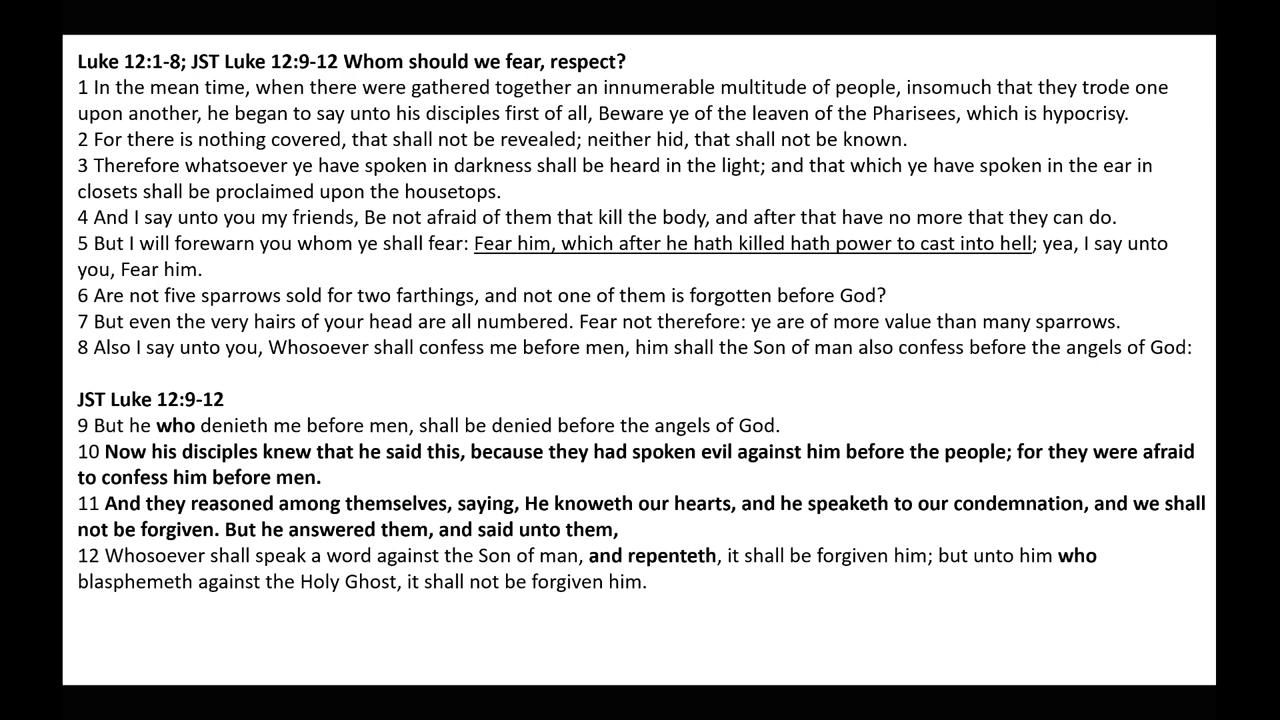 Luke 12:1-8; JST Luke 12:9-12 Whom should we fear, respect?
1 In the mean time, when there were gathered together an innumerable multitude of people, insomuch that they trode one
upon another, he began to say unto his disciples first of all, Beware ye of the leaven of the Pharisees, which is hypocrisy.
2 For there is nothing covered, that shall not be revealed; neither hid, that shall not be known.
3 Therefore whatsoever ye have spoken in darkness shall be heard in the light; and that which ye have spoken in the ear in
closets shall be proclaimed upon the housetops.
4 And I say unto you my friends, Be not afraid of them that kill the body, and after that have no more that they can do.
5 But I will forewarn you whom ye shall fear: Fear him, which after he hath killed hath power to cast into hell; yea, I say unto
you, Fear him.
6 Are not five sparrows sold for two farthings, and not one of them is forgotten before God?
7 But even the very hairs of your head are all numbered. Fear not therefore: ye are of more value than many sparrows.
8 Also I say unto you, Whosoever shall confess me before men, him shall the Son of man also confess before the angels of God:
JST Luke 12:9-12
9 But he who denieth me before men, shall be denied before the angels of God.
10 Now his disciples knew that he said this, because they had spoken evil against him before the people; for they were afraid
to confess him before men.
11 And they reasoned among themselves, saying, He knoweth our hearts, and he speaketh to our condemnation, and we shall
not be forgiven. But he answered them, and said unto them,
12 Whosoever shall speak a word against the Son of man, and repenteth, it shall be forgiven him; but unto him who
blasphemeth against the Holy Ghost, it shall not be forgiven him.